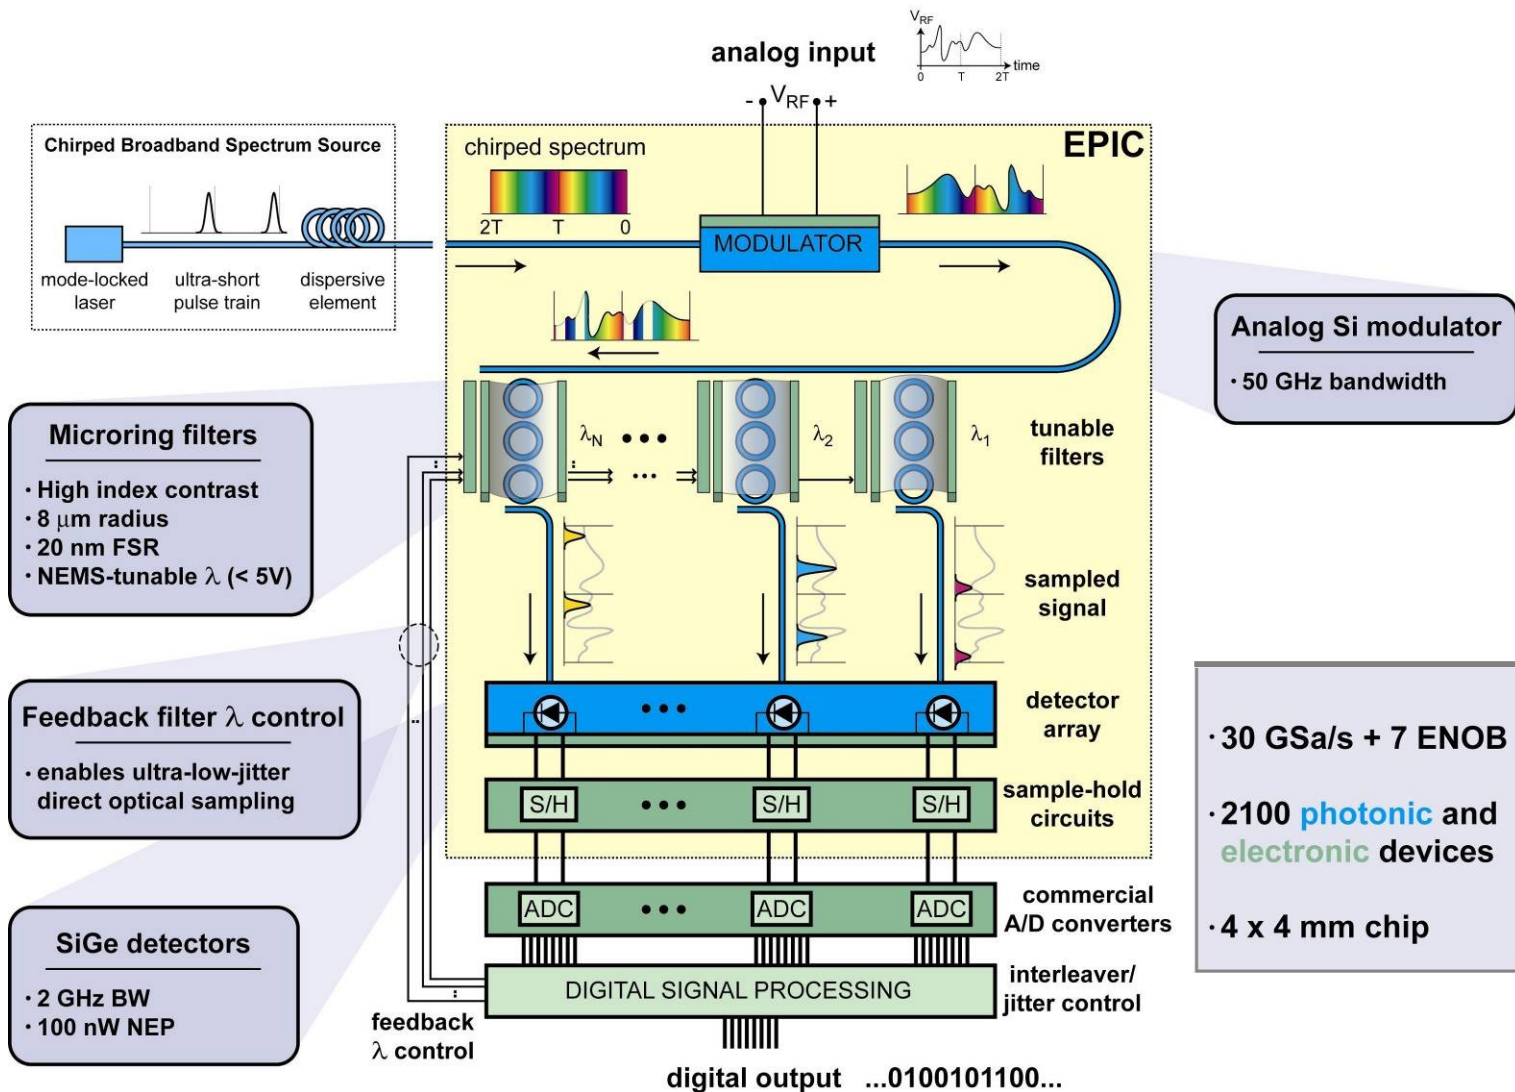 analog input
V_RF
time
0 T 2T
- V_RF +
EPIC
Chirped Broadband Spectrum Source
mode-locked
laser
ultra-short
pulse train
dispersive
element
chirped spectrum
2T T 0
MODULATOR
Analog Si modulator
· 50 GHz bandwidth
Microring filters
· High index contrast
· 8 μm radius
· 20 nm FSR
· NEMS-tunable λ (< 5V)
λ_N
λ_2
λ_1
tunable
filters
sampled
signal
Feedback filter λ control
· enables ultra-low-jitter
direct optical sampling
detector
array
S/H
S/H
S/H
sample-hold
circuits
ADC
ADC
ADC
commercial
A/D converters
SiGe detectors
· 2 GHz BW
· 100 nW NEP
DIGITAL SIGNAL PROCESSING
interleaver/
jitter control
feedback
λ control
digital output ...0100101100...
· 30 GSa/s + 7 ENOB
· 2100 photonic and
electronic devices
· 4 x 4 mm chip